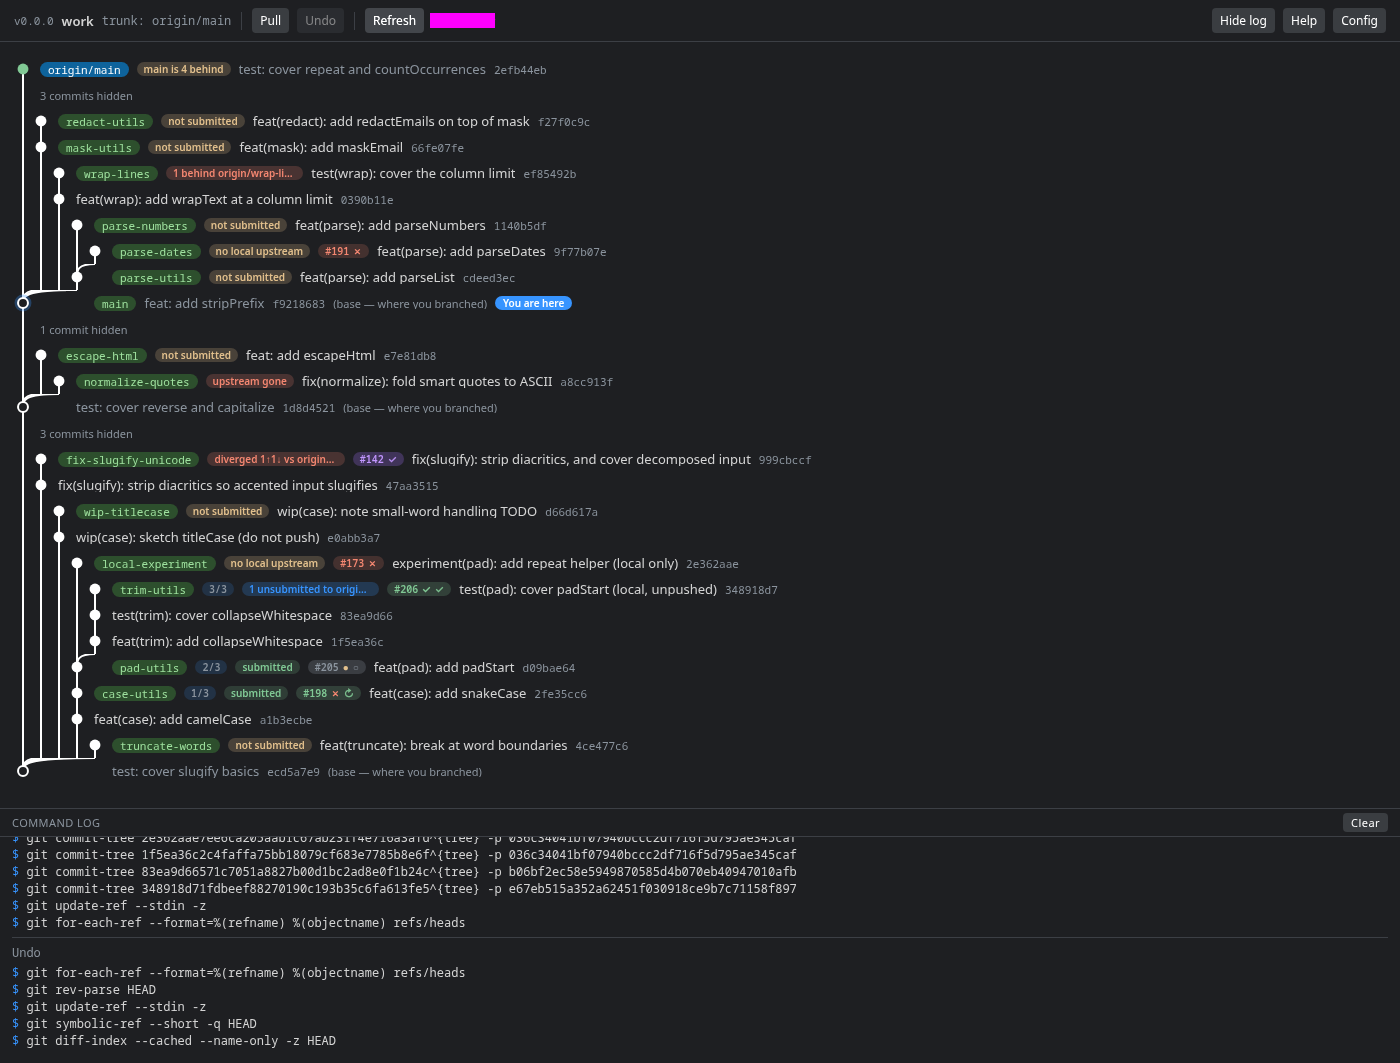 v0.0.0 work trunk: origin/main Pull Undo Refresh Hide log Help Config
origin/main main is 4 behind test: cover repeat and countOccurrences 2efb44eb
3 commits hidden
redact-utils not submitted feat(redact): add redactEmails on top of mask f27f0c9c
mask-utils not submitted feat(mask): add maskEmail 66fe07fe
wrap-lines 1 behind origin/wrap-li... test(wrap): cover the column limit ef85492b
feat(wrap): add wrapText at a column limit 0390b11e
parse-numbers not submitted feat(parse): add parseNumbers 1140b5df
parse-dates no local upstream #191 × feat(parse): add parseDates 9f77b07e
parse-utils not submitted feat(parse): add parseList cdeed3ec
main feat: add stripPrefix f9218683 (base — where you branched) You are here
1 commit hidden
escape-html not submitted feat: add escapeHtml e7e81db8
normalize-quotes upstream gone fix(normalize): fold smart quotes to ASCII a8cc913f
test: cover reverse and capitalize 1d8d4521 (base — where you branched)
3 commits hidden
fix-slugify-unicode diverged 1↑1↓ vs origin... #142 ✓ fix(slugify): strip diacritics, and cover decomposed input 999cbccf
fix(slugify): strip diacritics so accented input slugifies 47aa3515
wip-titlecase not submitted wip(case): note small-word handling TODO d66d617a
wip(case): sketch titleCase (do not push) e0abb3a7
local-experiment no local upstream #173 × experiment(pad): add repeat helper (local only) 2e362aae
trim-utils 3/3 1 unsubmitted to origi... #206 ✓ ✓ test(pad): cover padStart (local, unpushed) 348918d7
test(trim): cover collapseWhitespace 83ea9d66
feat(trim): add collapseWhitespace 1f5ea36c
pad-utils 2/3 submitted #205 ● ○ feat(pad): add padStart d09bae64
case-utils 1/3 submitted #198 × ↻ feat(case): add snakeCase 2fe35cc6
feat(case): add camelCase a1b3ecbe
truncate-words not submitted feat(truncate): break at word boundaries 4ce477c6
test: cover slugify basics ecd5a7e9 (base — where you branched)
COMMAND LOG Clear
$ git commit-tree -p 036c34041bf07940bccc2df716f5d795ae345caf
$ git commit-tree 1f5ea36c2c4faffa75bb18079cf683e7785b8e6f^{tree} -p 036c34041bf07940bccc2df716f5d795ae345caf
$ git commit-tree 83ea9d66571c7051a8827b00d1bc2ad8e0f1b24c^{tree} -p b06bf2ec58e5949870585d4b070eb40947010afb
$ git commit-tree 348918d71fdbeef88270190c193b35c6fa613fe5^{tree} -p e67eb515a352a62451f030918ce9b7c71158f897
$ git update-ref --stdin -z
$ git for-each-ref --format=%(refname) %(objectname) refs/heads
Undo
$ git for-each-ref --format=%(refname) %(objectname) refs/heads
$ git rev-parse HEAD
$ git update-ref --stdin -z
$ git symbolic-ref --short -q HEAD
$ git diff-index --cached --name-only -z HEAD